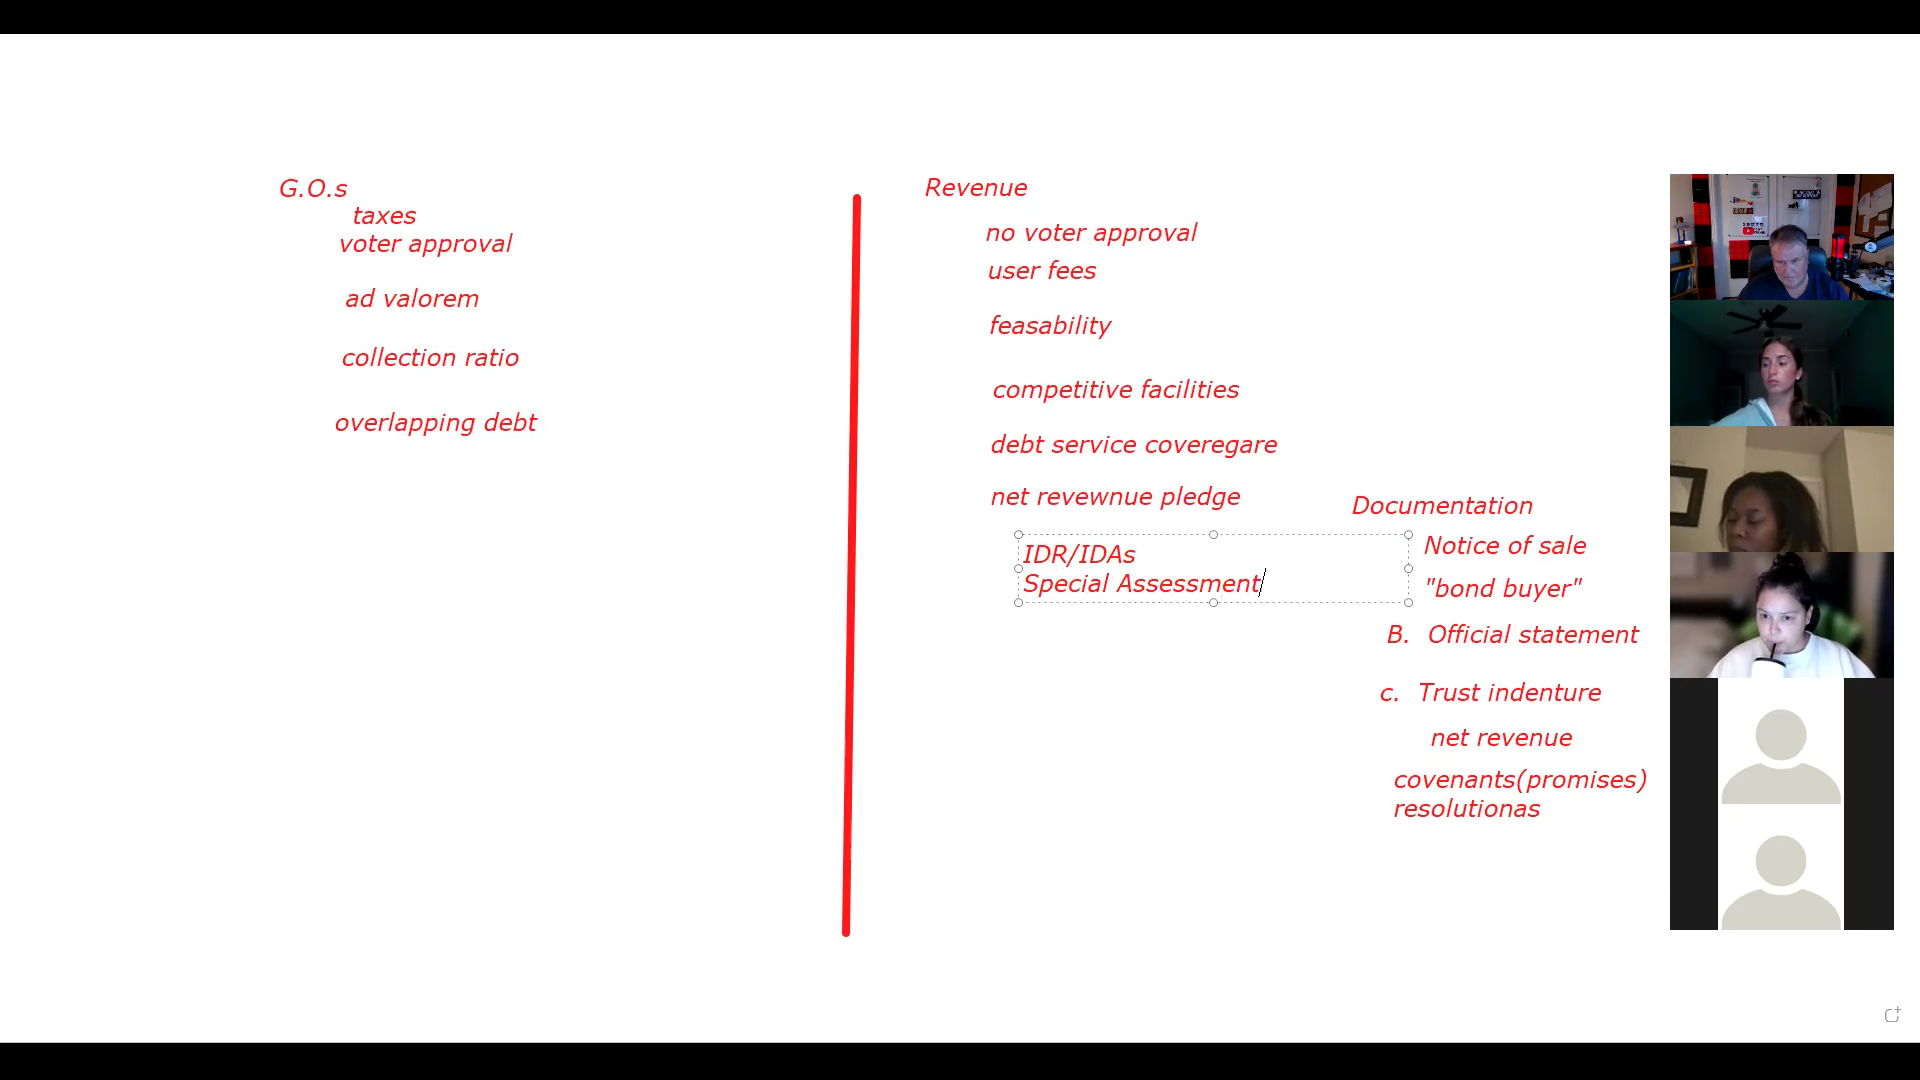 G.O.s
taxes
voter approval
ad valorem
collection ratio
overlapping debt
Revenue
no voter approval
user fees
feasability
competitive facilities
debt service coveregare
net revewnue pledge
IDR/IDAs
Special Assessment
Documentation
Notice of sale
"bond buyer"
B. Official statement
c. Trust indenture
net revenue
covenants(promises)
resolutionas